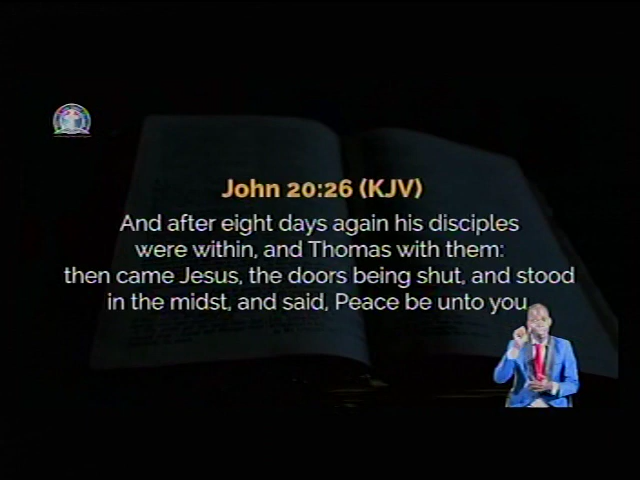 John 20:26 (KJV)
And after eight days again his disciples
were within, and Thomas with them:
then came Jesus, the doors being shut, and stood
in the midst, and said, Peace be unto you